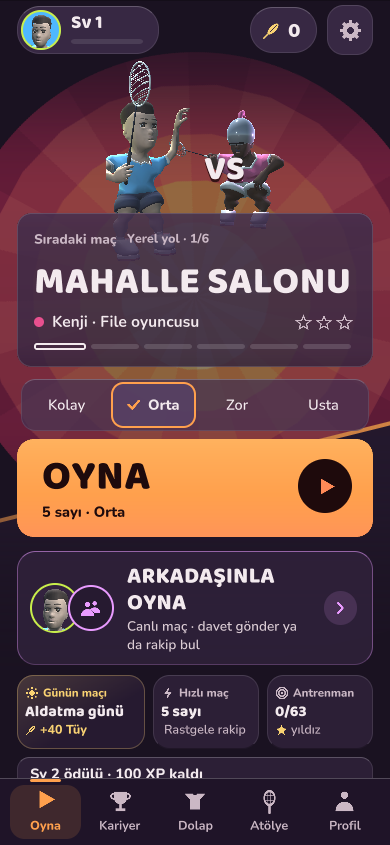 Sv 1
0
VS
Sıradaki maç Yerel yol · 1/6
MAHALLE SALONU
Kenji · File oyuncusu
Kolay
Orta
Zor
Usta
OYNA
5 sayı · Orta
ARKADAŞINLA
OYNA
Canlı maç · davet gönder ya
da rakip bul
Günün maçı
Aldatma günü
+40 Tüy
Hızlı maç
5 sayı
Rastgele rakip
Antrenman
0/63
yıldız
Sv 2 ödülü · 100 XP kaldı
Oyna
Kariyer
Dolap
Atölye
Profil